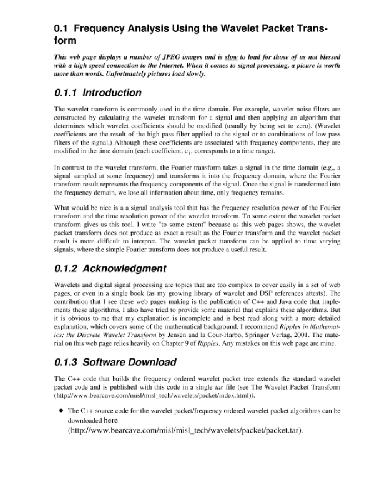 0.1 Frequency Analysis Using the Wavelet Packet Trans-
form
This web page displays a number of JPEG images and is slow to load for those of us not blessed
with a high speed connection to the Internet. When it comes to signal processing, a picture is worth
more than words. Unfortunately pictures load slowly.
0.1.1 Introduction
The wavelet transform is commonly used in the time domain. For example, wavelet noise filters are
constructed by calculating the wavelet transform for a signal and then applying an algorithm that
determines which wavelet coefficients should be modified (usually by being set to zero). (Wavelet
coefficients are the result of the high pass filter applied to the signal or to combinations of low pass
filters of the signal.) Although these coefficients are associated with frequency components, they are
modified in the time domain (each coefficient, cᵢ, corresponds to a time range).
In contrast to the wavelet transform, the Fourier transform takes a signal in the time domain (e.g., a
signal sampled at some frequency) and transforms it into the frequency domain, where the Fourier
transform result represents the frequency components of the signal. Once the signal is transformed into
the frequency domain, we lose all information about time, only frequency remains.
What would be nice is a a signal analysis tool that has the frequency resolution power of the Fourier
transform and the time resolution power of the wavelet transform. To some extent the wavelet packet
transform gives us this tool. I write "to some extent" because as this web pages shows, the wavelet
packet transform does not produce as exact a result as the Fourier transform and the wavelet packet
result is more difficult to interpret. The wavelet packet transform can be applied to time varying
signals, where the simple Fourier transform does not produce a useful result.
0.1.2 Acknowledgment
Wavelets and digital signal processing are topics that are too complex to cover easily in a set of web
pages, or even in a single book (as my growing library of wavelet and DSP references attests). The
contribution that I see these web pages making is the publication of C++ and Java code that imple-
ments these algorithms. I also have tried to provide some material that explains these algorithms. But
it is obvious to me that my explanation is incomplete and is best read along with a more detailed
explanation, which covers some of the mathematical background. I recommend Ripples in Mathemat-
ics: the Discrete Wavelet Transform by Jensen and la Cour-Harbo, Springer Verlag, 2001. The mate-
rial on this web page relies heavily on Chapter 9 of Ripples. Any mistakes on this web page are mine.
0.1.3 Software Download
The C++ code that builds the frequency ordered wavelet packet tree extends the standard wavelet
packet code and is published with this code in a single tar file (see The Wavelet Packet Transform
(http://www.bearcave.com/misl/misl_tech/wavelets/packet/index.html)).
◆ The C++ source code for the wavelet packet/frequency ordered wavelet packet algorithms can be
downloaded here
(http://www.bearcave.com/misl/misl_tech/wavelets/packet/packet.tar).